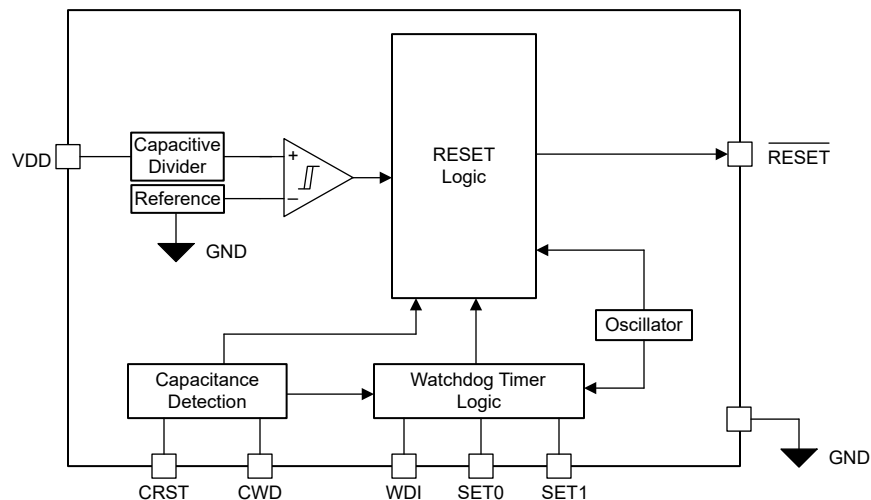 VDD
Capacitive
Divider
Reference
GND
+
−
RESET
Logic
RESET
Oscillator
Capacitance
Detection
Watchdog Timer
Logic
GND
CRST
CWD
WDI
SET0
SET1